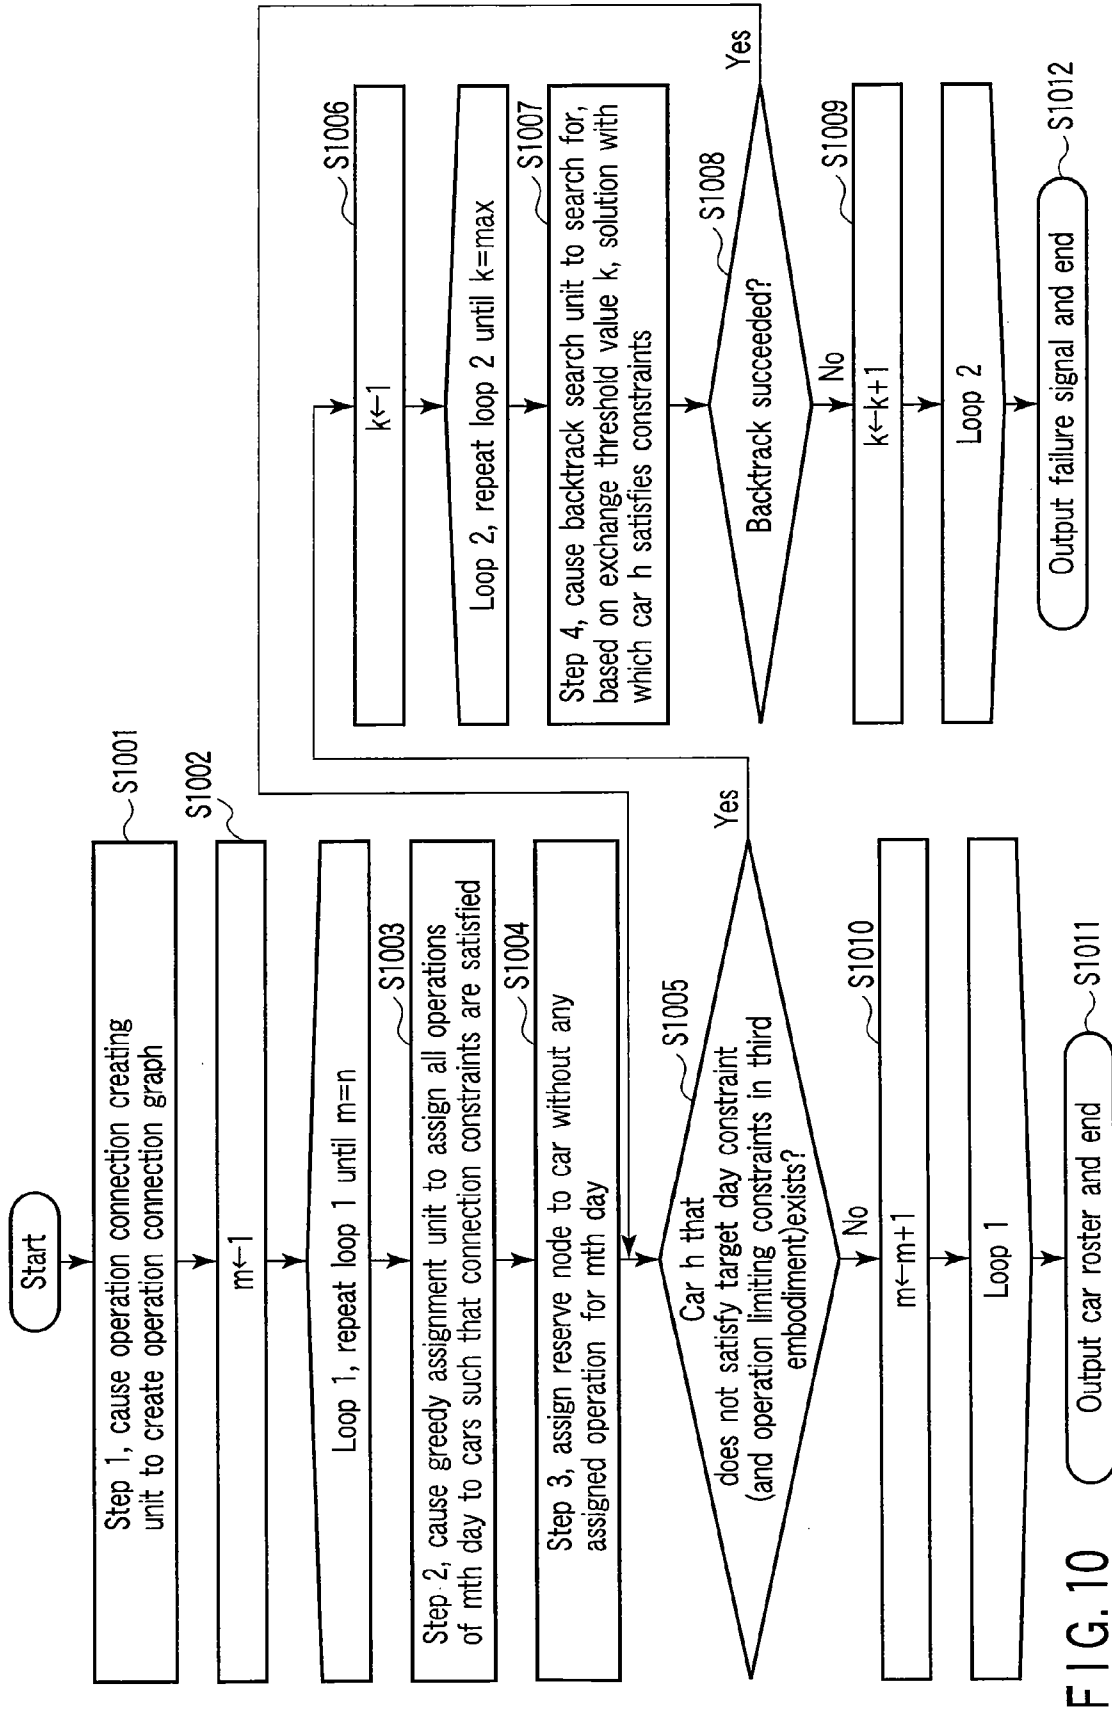 Start
Step 1, cause operation connection creating
unit to create operation connection graph
S1001
m←1
S1002
Loop 1, repeat loop 1 until m=n
Step 2, cause greedy assignment unit to assign all operations
of mth day to cars such that connection constraints are satisfied
S1003
Step 3, assign reserve node to car without any
assigned operation for mth day
S1004
Car h that
does not satisfy target day constraint
(and operation limiting constraints in third
embodiment)exists?
S1005
Yes
No
m←m+1
S1010
Loop 1
Output car roster and end
S1011
k←1
S1006
Loop 2, repeat loop 2 until k=max
Step 4, cause backtrack search unit to search for,
based on exchange threshold value k, solution with
which car h satisfies constraints
S1007
Backtrack succeeded?
S1008
Yes
No
k←k+1
S1009
Loop 2
Output failure signal and end
S1012
FIG. 10